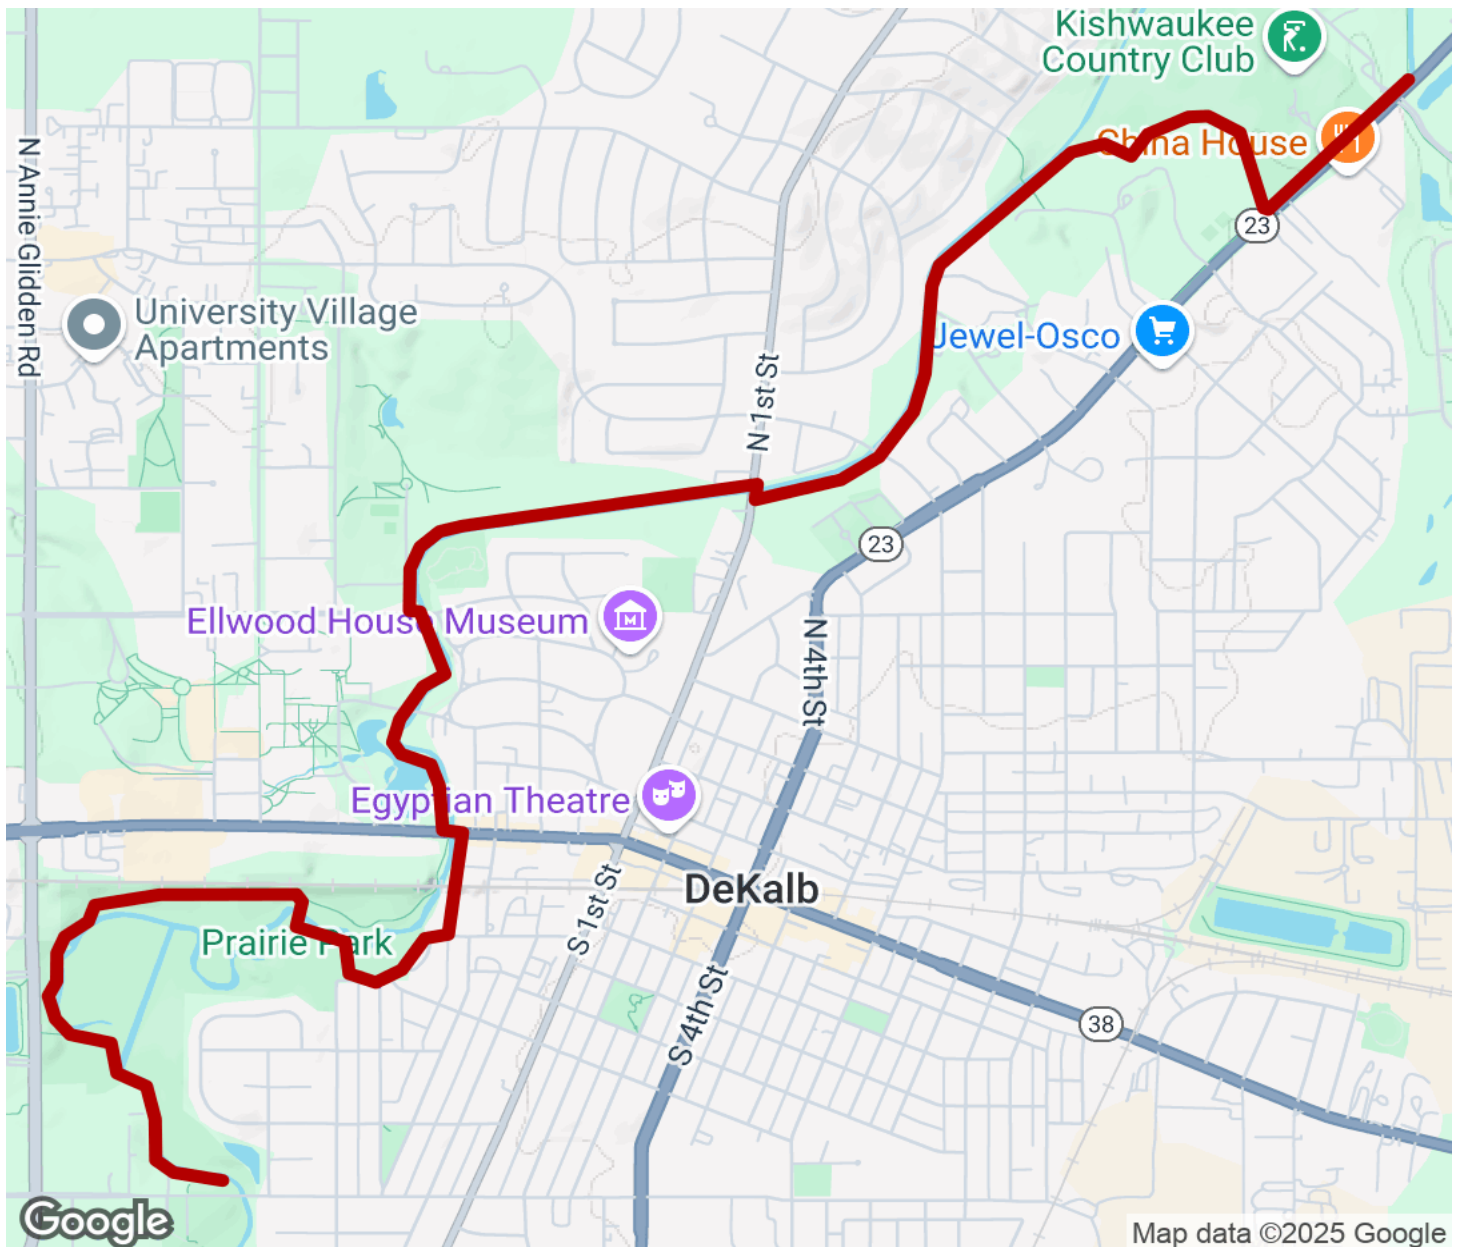 Kishwaukee
Country Club
China House
N Annie Glidden Rd
23
University Village
Apartments
Jewel-Osco
N 1st St
23
Ellwood House Museum
N 4th St
Egyptian Theatre
DeKalb
S 1st St
Prairie Park
S 4th St
38
Google
Map data ©2025 Google